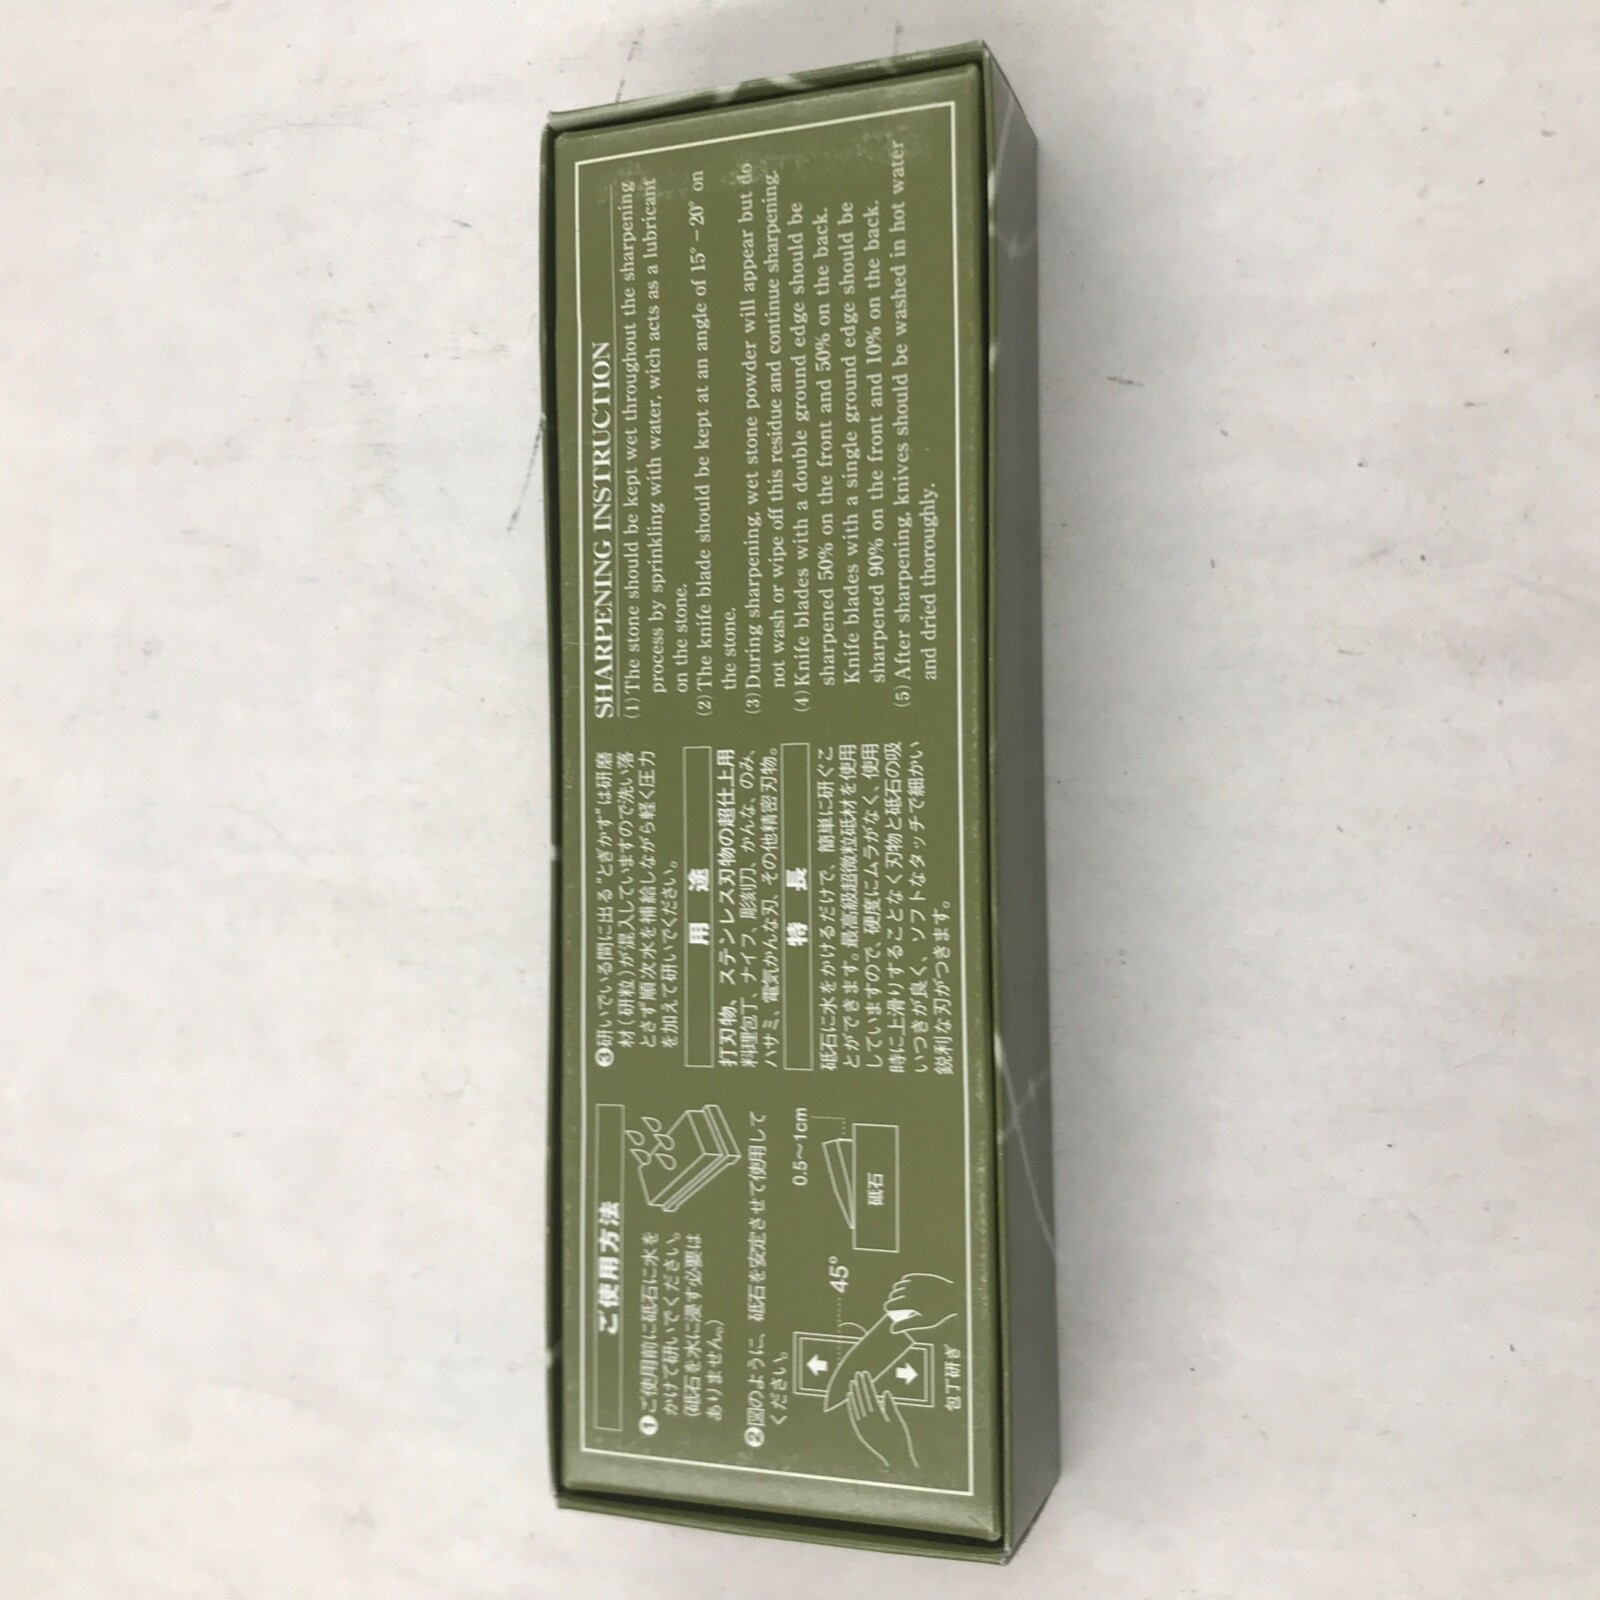 ご使用方法
❶ご使用前に砥石に水を
かけて研いでください。
(砥石を水に浸す必要は
ありません。)
❷図のように、砥石を安定させて使用して
ください。
45°
0.5〜1cm
砥石
包丁研ぎ
❸研いでいる間に出る"とぎかす"は研磨
材(研粒)が混入していますので洗い落
とさず順次水を補給しながら軽く圧力
を加えて研いでください。
用途
打刃物、ステンレス刃物の超仕上用
料理包丁、ナイフ、彫刻刀、かんな、のみ、
ハサミ、電気かんな刃、その他精密刃物。
特長
砥石に水をかけるだけで、簡単に研ぐこ
とができます。最高級超微粒砥材を使用
していますので、硬度にムラがなく、使用
時に上滑りすることなく刃物と砥石の吸
いつきが良く、ソフトなタッチで細かい
鋭利な刃がつきます。
SHARPENING INSTRUCTION
(1)The stone should be kept wet throughout the sharpening
process by sprinkling with water, wich acts as a lubricant
on the stone.
(2)The knife blade should be kept at an angle of 15°−20° on
the stone.
(3)During sharpening, wet stone powder will appear but do
not wash or wipe off this residue and continue sharpening.
(4)Knife blades with a double ground edge should be
sharpened 50% on the front and 50% on the back.
Knife blades with a single ground edge should be
sharpened 90% on the front and 10% on the back.
(5)After sharpening, knives should be washed in hot water
and dried thoroughly.